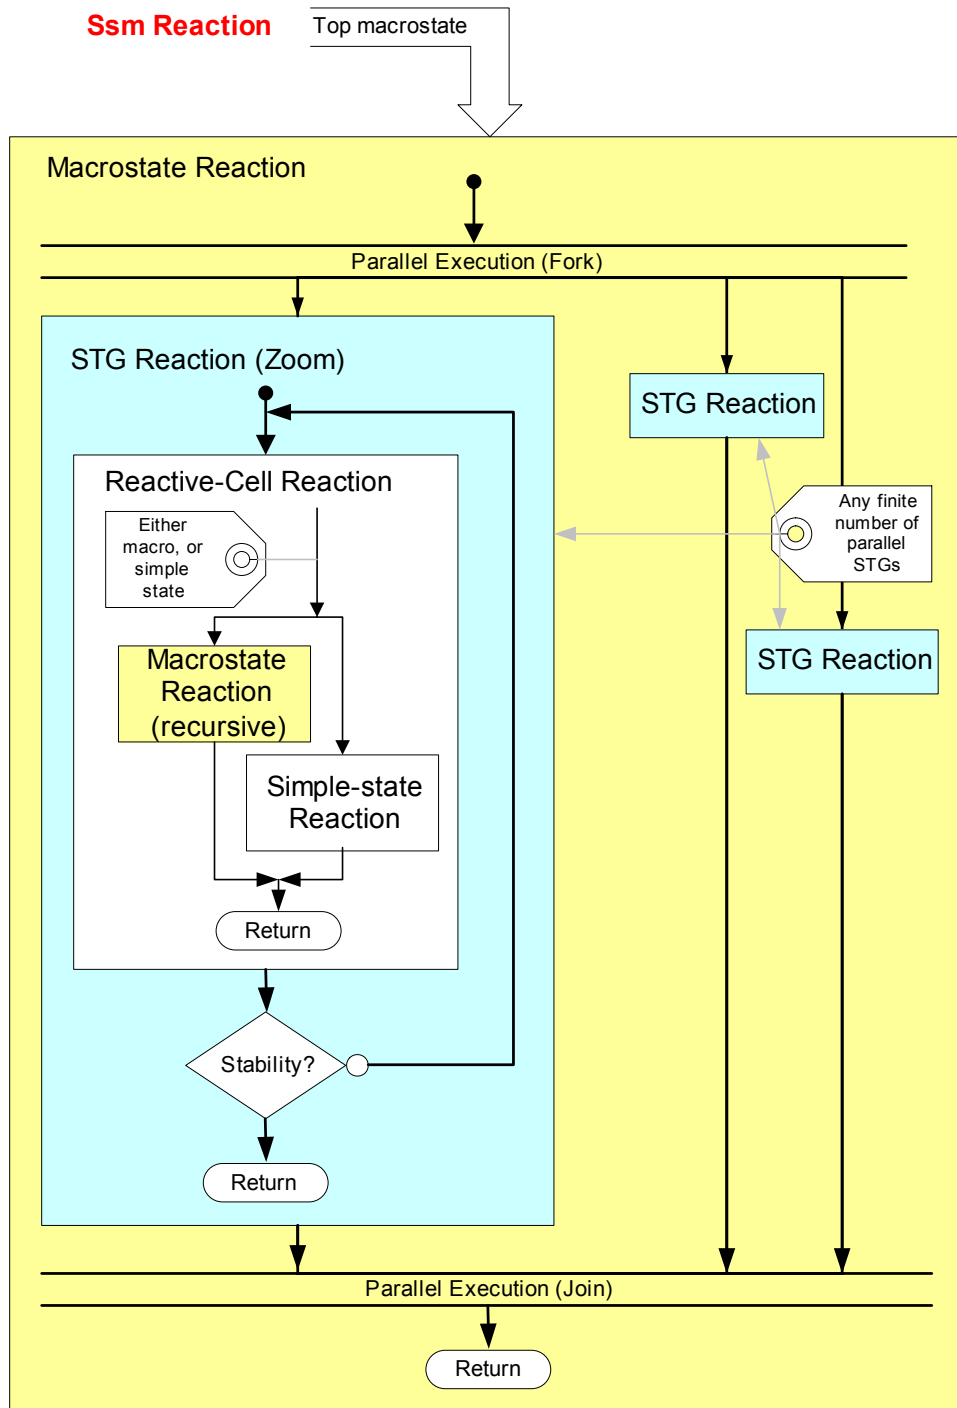 Ssm Reaction
Top macrostate
Macrostate Reaction
Parallel Execution (Fork)
STG Reaction (Zoom)
STG Reaction
Reactive-Cell Reaction
Either
macro, or
simple
state
Any finite
number of
parallel
STGs
Macrostate
Reaction
(recursive)
STG Reaction
Simple-state
Reaction
Return
Stability?
Return
Parallel Execution (Join)
Return